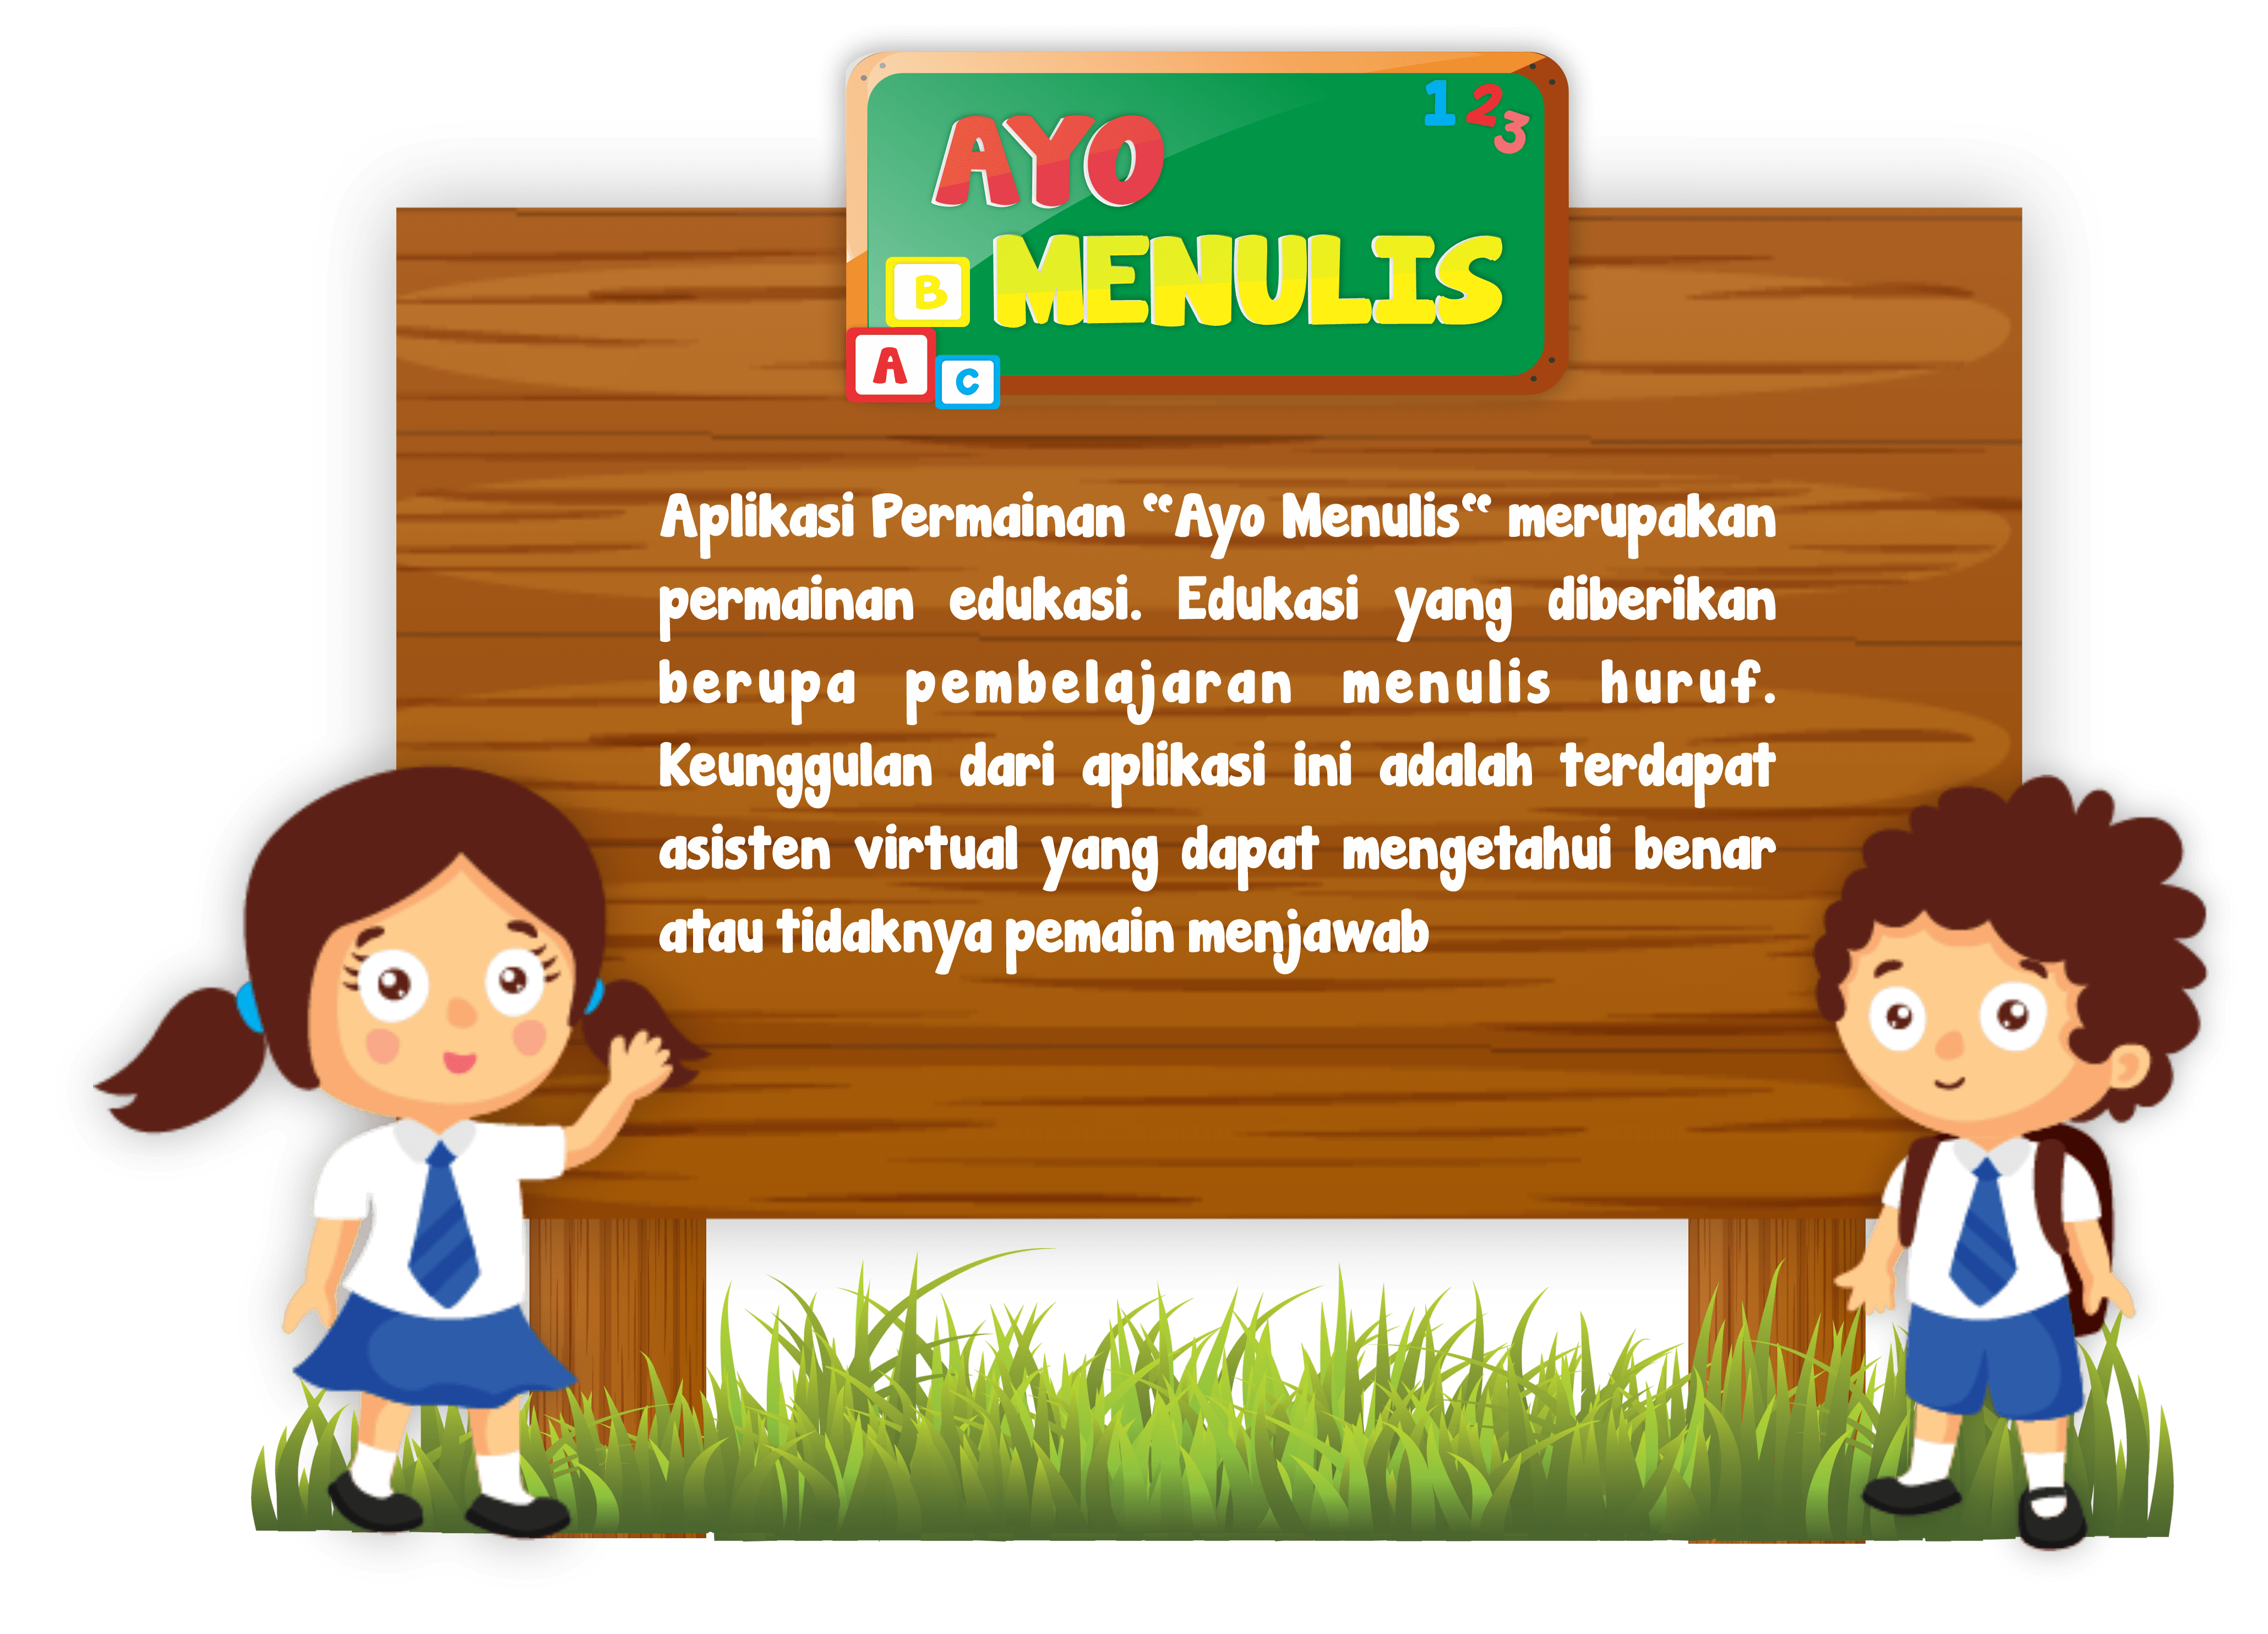 AYO
MENULIS
1 2 3
B
A C
Aplikasi Permainan “Ayo Menulis“ merupakan
permainan edukasi. Edukasi yang diberikan
berupa pembelajaran menulis huruf.
Keunggulan dari aplikasi ini adalah terdapat
asisten virtual yang dapat mengetahui benar
atau tidaknya pemain menjawab